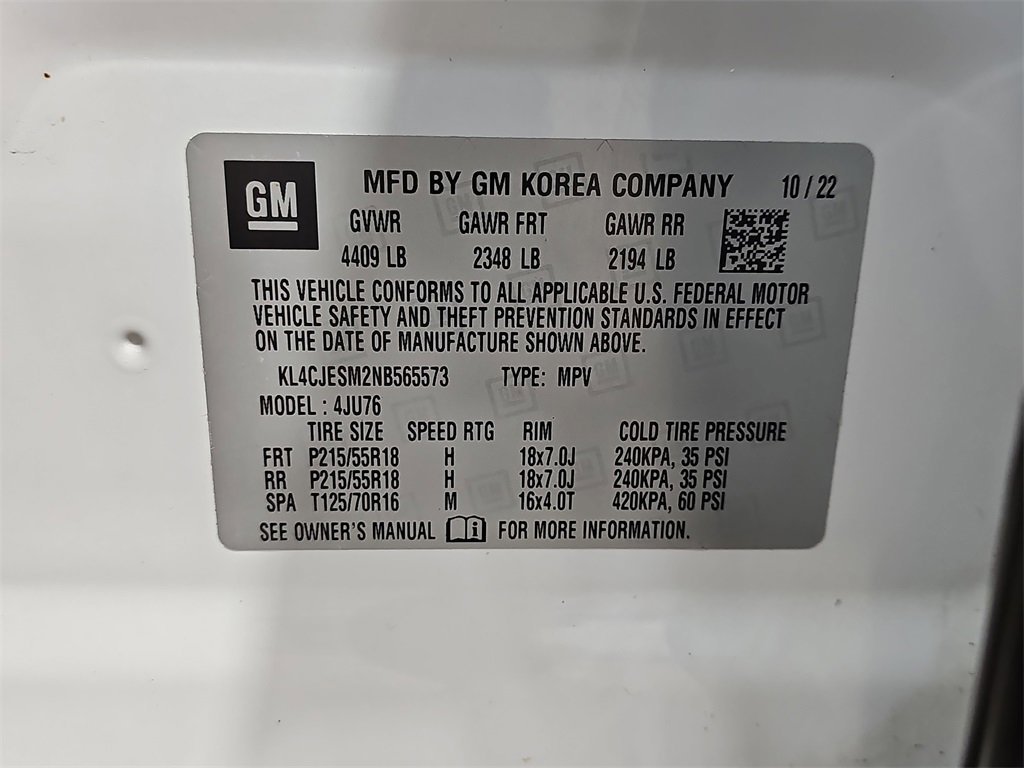 GM
MFD BY GM KOREA COMPANY 10/22
GVWR GAWR FRT GAWR RR
4409 LB 2348 LB 2194 LB
THIS VEHICLE CONFORMS TO ALL APPLICABLE U.S. FEDERAL MOTOR
VEHICLE SAFETY AND THEFT PREVENTION STANDARDS IN EFFECT
ON THE DATE OF MANUFACTURE SHOWN ABOVE.
KL4CJESM2NB565573 TYPE: MPV
MODEL : 4JU76
TIRE SIZE SPEED RTG RIM COLD TIRE PRESSURE
FRT P215/55R18 H 18x7.0J 240KPA, 35 PSI
RR P215/55R18 H 18x7.0J 240KPA, 35 PSI
SPA T125/70R16 M 16x4.0T 420KPA, 60 PSI
SEE OWNER'S MANUAL i FOR MORE INFORMATION.